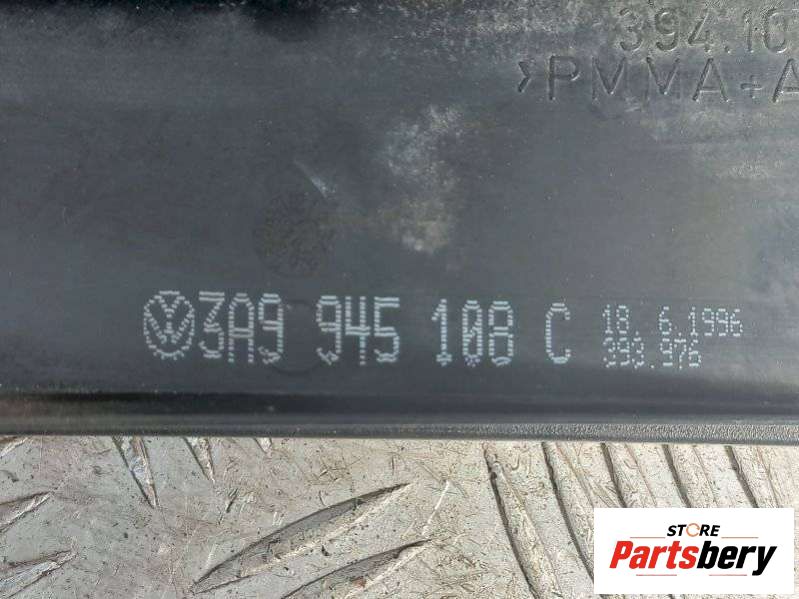 394.10
>PMMA+A
3A9 945 108 C
18. 6.1996
393.976
STORE
Partsbery